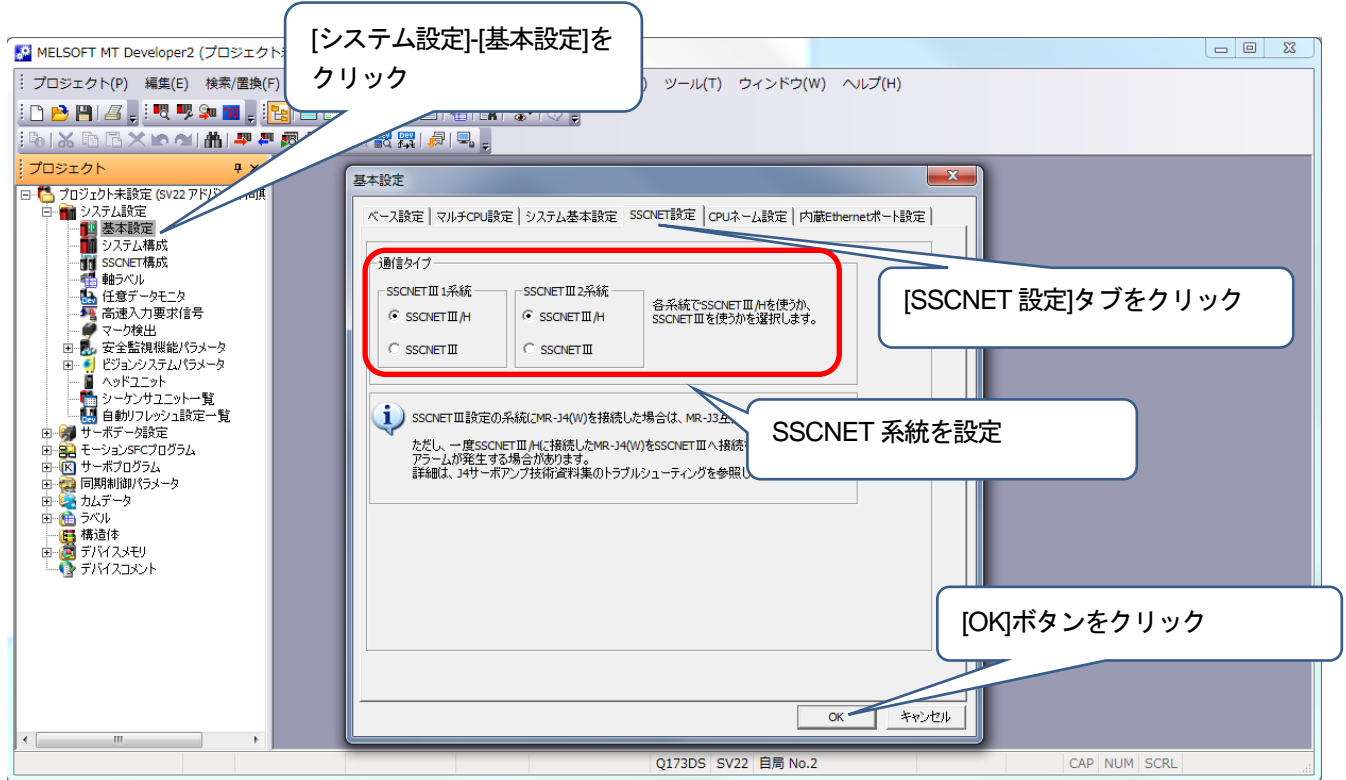 [システム設定]-[基本設定]を
クリック
MELSOFT MT Developer2 (プロジェクト
プロジェクト(P) 編集(E) 検索/置換(F) ツール(T) ウィンドウ(W) ヘルプ(H)
プロジェクト
プロジェクト未設定 (SV22 アドバ
システム設定
基本設定
システム構成
SSCNET構成
軸ラベル
任意データモニタ
高速入力要求信号
マーク検出
安全監視機能パラメータ
ビジョンシステムパラメータ
ヘッドユニット
シーケンサユニット一覧
自動リフレッシュ設定一覧
サーボデータ設定
モーションSFCプログラム
サーボプログラム
同期制御パラメータ
カムデータ
ラベル
構造体
デバイスメモリ
デバイスコメント
基本設定
ベース設定 マルチCPU設定 システム基本設定 SSCNET設定 CPUネーム設定 内蔵Ethernetポート設定
通信タイプ
SSCNETⅢ 1系統 SSCNETⅢ 2系統
SSCNETⅢ/H SSCNETⅢ/H
SSCNETⅢ SSCNETⅢ
各系統でSSCNETⅢ/Hを使うか、
SSCNETⅢを使うかを選択します。
[SSCNET 設定]タブをクリック
SSCNETⅢ設定の系統にMR-J4(W)を接続した場合は、MR-J3互
ただし、一度SSCNETⅢ/Hに接続したMR-J4(W)をSSCNETⅢへ接続
アラームが発生する場合があります。
詳細は、J4サーボアンプ技術資料集のトラブルシューティングを参照し
SSCNET 系統を設定
[OK]ボタンをクリック
OK キャンセル
Q173DS SV22 自局 No.2 CAP NUM SCRL